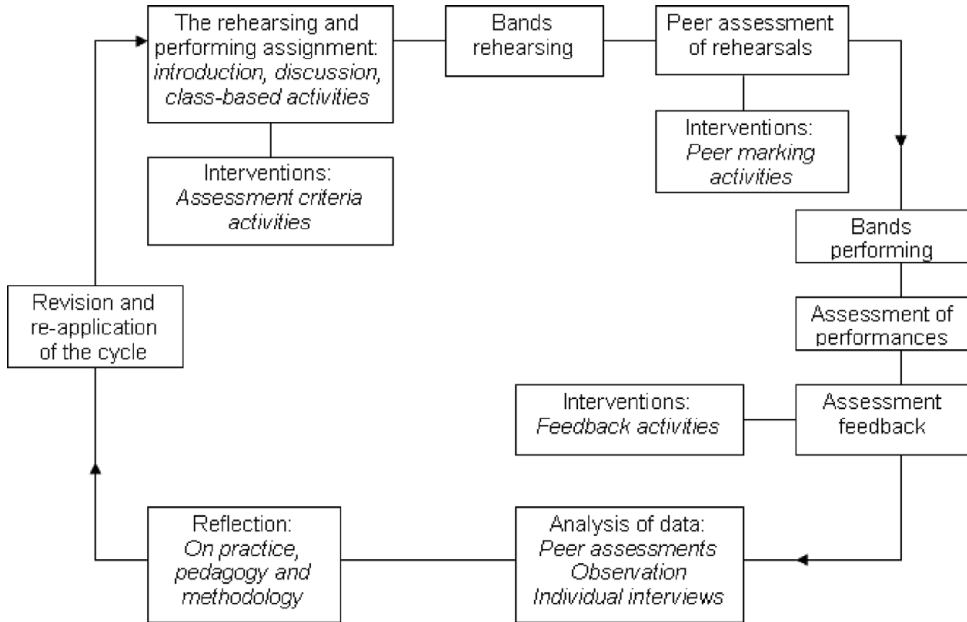 The rehearsing and
performing assignment:
introduction, discussion,
class-based activities
Bands
rehearsing
Peer assessment
of rehearsals
Interventions:
Assessment criteria
activities
Interventions:
Peer marking
activities
Bands
performing
Assessment of
performances
Assessment
feedback
Interventions:
Feedback activities
Analysis of data:
Peer assessments
Observation
Individual interviews
Reflection:
On practice,
pedagogy and
methodology
Revision and
re-application
of the cycle